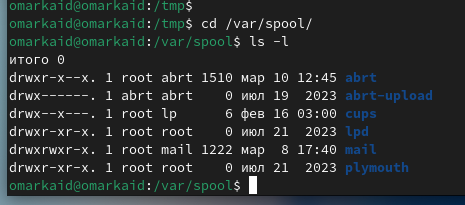 omarkaid@omarkaid:/tmp$
omarkaid@omarkaid:/tmp$ cd /var/spool/
omarkaid@omarkaid:/var/spool$ ls -l
итого 0
drwxr-x--x. 1 root abrt 1510 мар 10 12:45 abrt
drwx------. 1 abrt abrt    0 июл 19  2023 abrt-upload
drwx--x---. 1 root lp      6 фев 16 03:00 cups
drwxr-xr-x. 1 root root    0 июл 21  2023 lpd
drwxrwxr-x. 1 root mail 1222 мар  8 17:40 mail
drwxr-xr-x. 1 root root    0 июл 21  2023 plymouth
omarkaid@omarkaid:/var/spool$